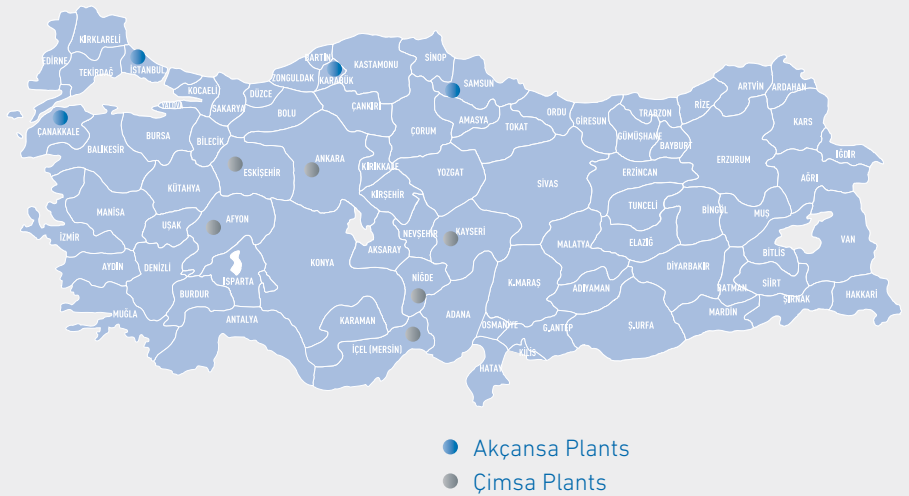 KIRKLARELİ
EDİRNE
TEKİRDAĞ
İSTANBUL
KOCAELİ
YALOVA
SAKARYA
DÜZCE
ZONGULDAK
BARTIN
KARABÜK
KASTAMONU
SİNOP
SAMSUN
BOLU
ÇANKIRI
ÇORUM
AMASYA
TOKAT
ORDU
GİRESUN
TRABZON
RİZE
ARTVİN
ARDAHAN
KARS
GÜMÜŞHANE
BAYBURT
ERZURUM
IĞDIR
AĞRI
ÇANAKKALE
BALIKESİR
BURSA
BİLECİK
ESKİŞEHİR
ANKARA
KIRIKKALE
YOZGAT
SİVAS
ERZİNCAN
TUNCELİ
BİNGÖL
MUŞ
VAN
KÜTAHYA
KIRŞEHİR
MANİSA
UŞAK
AFYON
İZMİR
NEVŞEHİR
KAYSERİ
AKSARAY
KONYA
MALATYA
ELAZIĞ
BİTLİS
AYDIN
DENİZLİ
ISPARTA
NİĞDE
K.MARAŞ
ADIYAMAN
DİYARBAKIR
BATMAN
SİİRT
ŞIRNAK
HAKKARİ
BURDUR
MUĞLA
ANTALYA
KARAMAN
ADANA
OSMANİYE
G.ANTEP
Ş.URFA
MARDİN
İÇEL (MERSİN)
KİLİS
HATAY
Akçansa Plants
Çimsa Plants